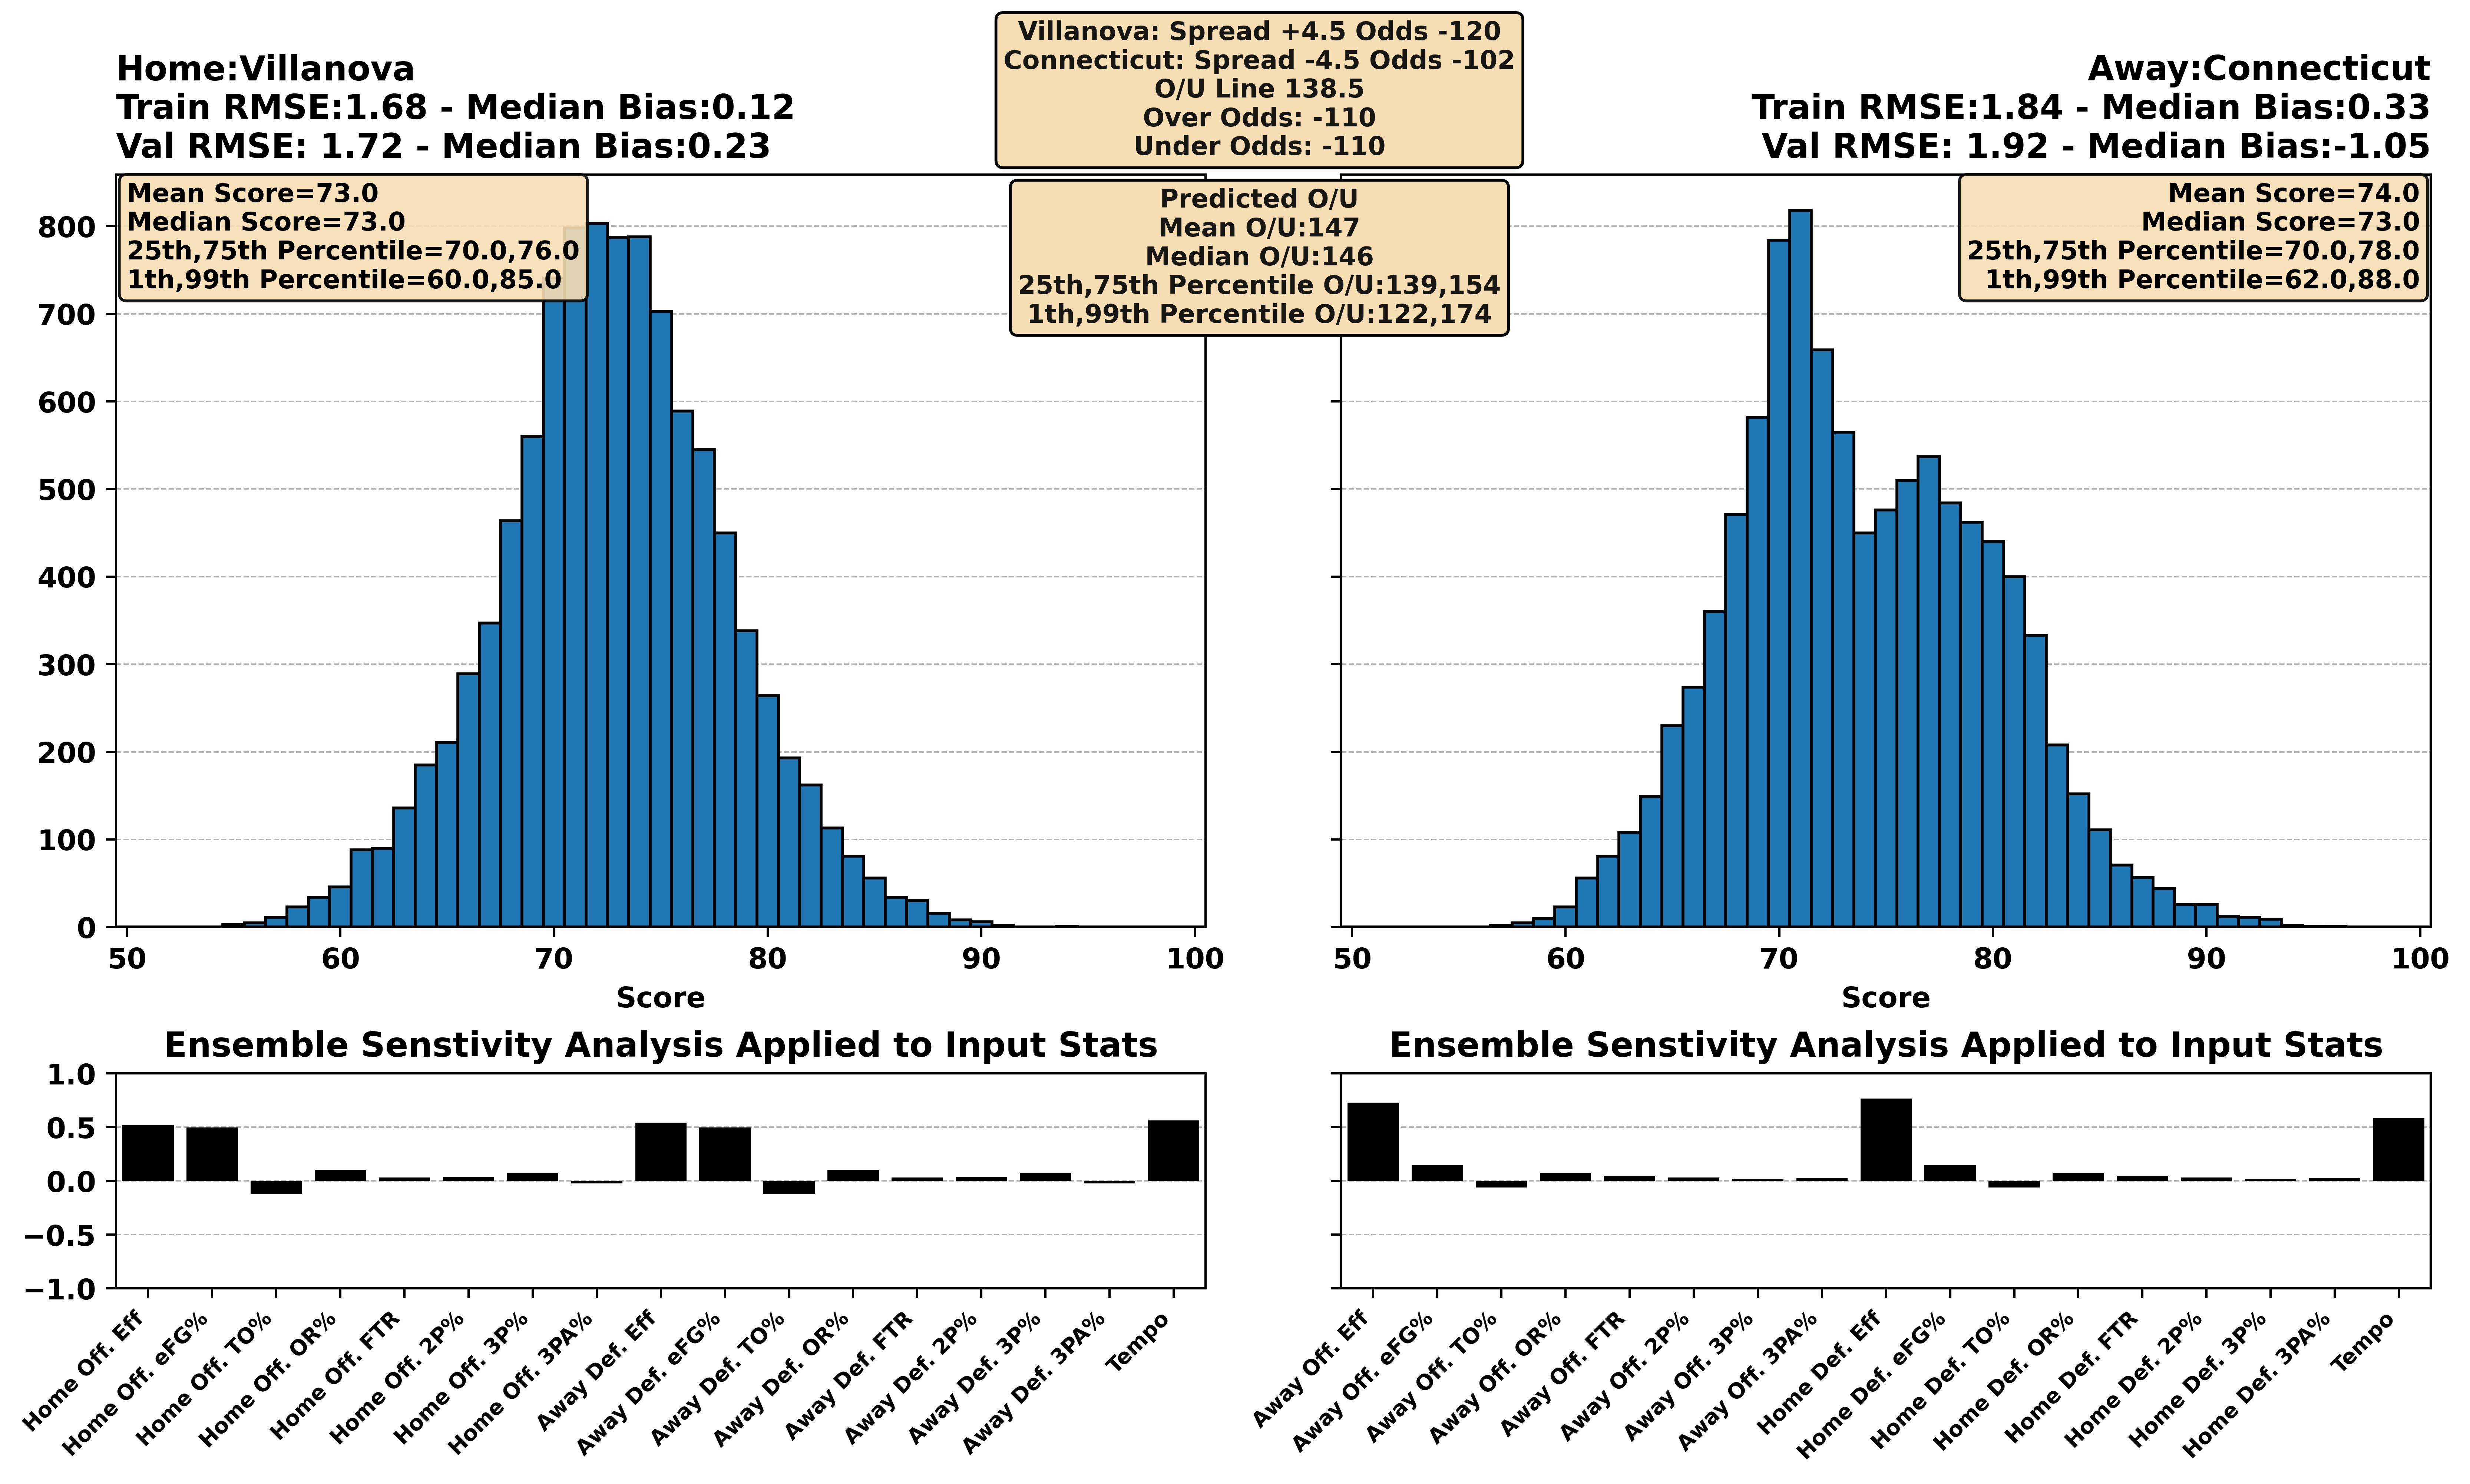 Villanova: Spread +4.5 Odds -120
Connecticut: Spread -4.5 Odds -102
O/U Line 138.5
Over Odds: -110
Under Odds: -110
Home:Villanova
Train RMSE:1.68 - Median Bias:0.12
Val RMSE: 1.72 - Median Bias:0.23
Away:Connecticut
Train RMSE:1.84 - Median Bias:0.33
Val RMSE: 1.92 - Median Bias:-1.05
Mean Score=73.0
Median Score=73.0
25th,75th Percentile=70.0,76.0
1th,99th Percentile=60.0,85.0
Predicted O/U
Mean O/U:147
Median O/U:146
25th,75th Percentile O/U:139,154
1th,99th Percentile O/U:122,174
Mean Score=74.0
Median Score=73.0
25th,75th Percentile=70.0,78.0
1th,99th Percentile=62.0,88.0
800
700
600
500
400
300
200
100
0
50 60 70 80 90 100
Score
50 60 70 80 90 100
Score
Ensemble Senstivity Analysis Applied to Input Stats
Ensemble Senstivity Analysis Applied to Input Stats
1.0
0.5
0.0
−0.5
−1.0
Home Off. Eff
Home Off. eFG%
Home Off. TO%
Home Off. OR%
Home Off. FTR
Home Off. 2P%
Home Off. 3P%
Home Off. 3PA%
Away Def. Eff
Away Def. eFG%
Away Def. TO%
Away Def. OR%
Away Def. FTR
Away Def. 2P%
Away Def. 3P%
Away Def. 3PA%
Tempo
Away Off. Eff
Away Off. eFG%
Away Off. TO%
Away Off. OR%
Away Off. FTR
Away Off. 2P%
Away Off. 3P%
Away Off. 3PA%
Home Def. Eff
Home Def. eFG%
Home Def. TO%
Home Def. OR%
Home Def. FTR
Home Def. 2P%
Home Def. 3P%
Home Def. 3PA%
Tempo